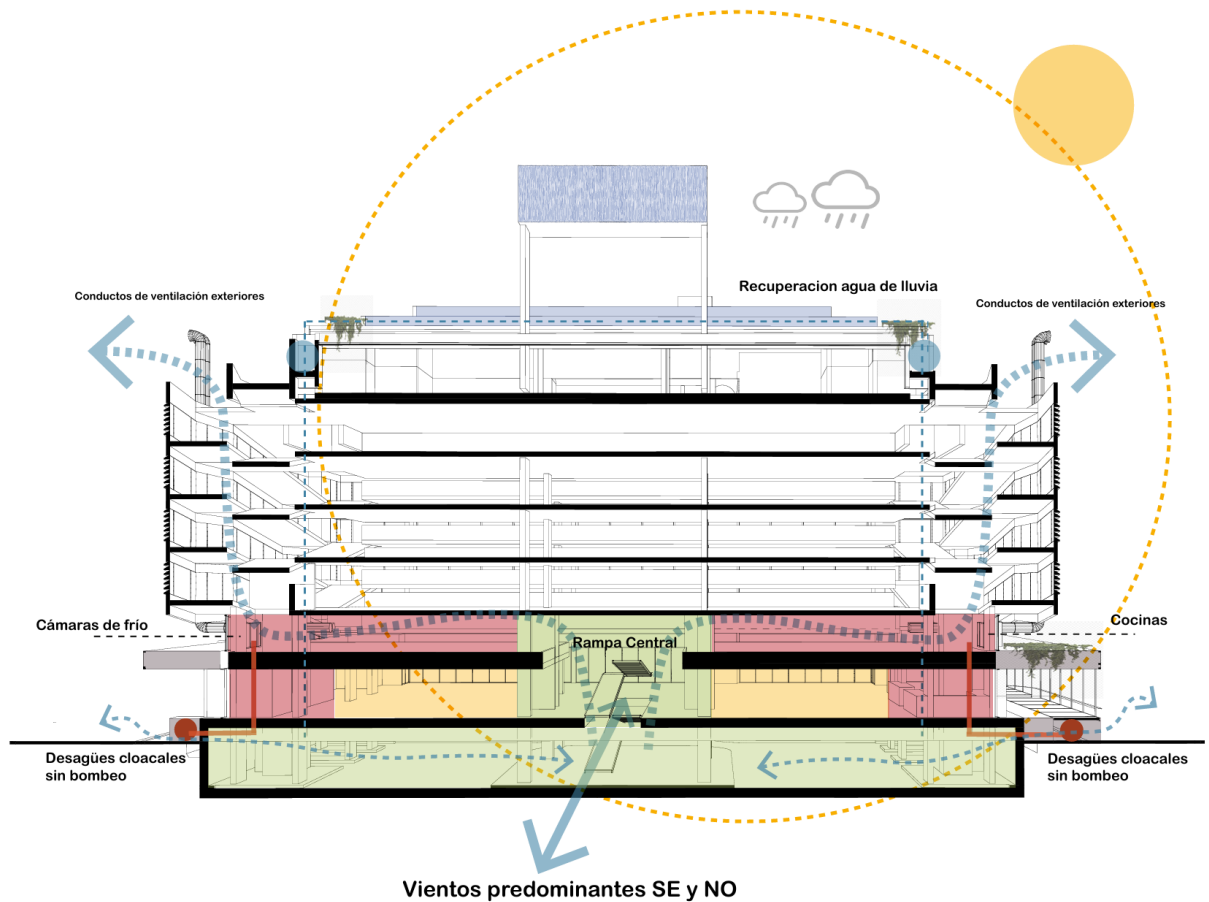 Recuperacion agua de lluvia
Conductos de ventilación exteriores
Conductos de ventilación exteriores
Cámaras de frío
Cocinas
Rampa Central
Desagües cloacales
sin bombeo
Desagües cloacales
sin bombeo
Vientos predominantes SE y NO